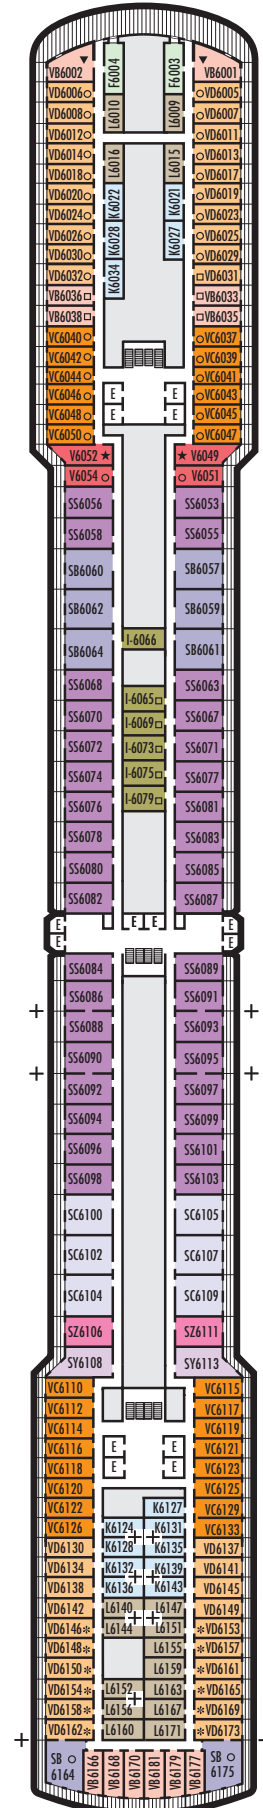 VB6002 F6004 F6003 VB6001
VD6006 L6010 L6009 VD6005
VD6008 VD6007
VD6012 VD6011
VD6014 L6016 L6015 VD6013
VD6018 VD6017
VD6020 K6022 K6021 VD6019
VD6024 VD6023
VD6026 K6028 K6027 VD6025
VD6030 VD6029
VD6032 K6034 VD6031
VB6036 VB6033
VB6038 VB6035
VC6040 VC6037
VC6042 VC6039
VC6044 VC6041
VC6046 E E VC6043
VC6048 E E VC6045
VC6050 VC6047
V6052 ★ ★ V6049
V6054 V6051
SS6056 SS6053
SS6058 SS6055
SB6060 SB6057
SB6062 SB6059
SB6064 I-6066 SB6061
SS6068 I-6065 SS6063
SS6070 I-6069 SS6067
SS6072 I-6073 SS6071
SS6074 I-6075 SS6077
SS6076 I-6079 SS6081
SS6078 SS6083
SS6080 SS6085
SS6082 SS6087
E E E E
E E
SS6084 SS6089
SS6086 SS6091
SS6088 SS6093
SS6090 SS6095
SS6092 SS6097
SS6094 SS6099
SS6096 SS6101
SS6098 SS6103
SC6100 SC6105
SC6102 SC6107
SC6104 SC6109
SZ6106 SZ6111
SY6108 SY6113
VC6110 VC6115
VC6112 VC6117
VC6114 VC6119
VC6116 E E VC6121
VC6118 E E VC6123
VC6120 VC6125
VC6122 K6127 VC6129
VC6126 K6124 K6131 VC6133
VD6130 K6128 K6135 VD6137
VD6134 K6132 K6139 VD6141
VD6138 K6136 K6143 VD6145
VD6142 L6140 L6147 VD6149
VD6146* L6144 L6151 *VD6153
VD6148* L6155 *VD6157
VD6150* L6159 *VD6161
VD6154* L6152 L6163 *VD6165
VD6158* L6156 L6167 *VD6169
VD6162* L6160 L6171 *VD6173
SB 6164 VB6166 VB6168 VB6170 VB6181 VB6179 VB6177 SB 6175